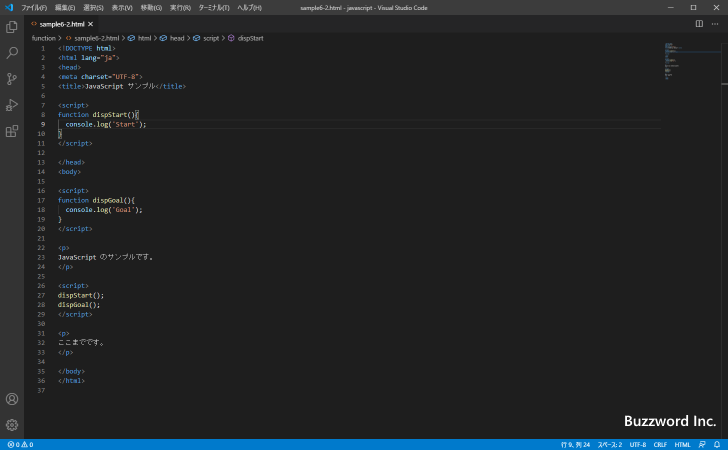 ファイル(F) 編集(E) 選択(S) 表示(V) 移動(G) 実行(R) ターミナル(T) ヘルプ(H) sample6-2.html - javascript - Visual Studio Code
sample6-2.html
function > sample6-2.html > html > head > script > dispStart
1 <!DOCTYPE html>
2 <html lang="ja">
3 <head>
4 <meta charset="UTF-8">
5 <title>JavaScript サンプル</title>
6
7 <script>
8 function dispStart(){
9 console.log('Start');
10 }
11 </script>
12
13 </head>
14 <body>
15
16 <script>
17 function dispGoal(){
18 console.log('Goal');
19 }
20 </script>
21
22 <p>
23 JavaScript のサンプルです。
24 </p>
25
26 <script>
27 dispStart();
28 dispGoal();
29 </script>
30
31 <p>
32 ここまでです。
33 </p>
34
35 </body>
36 </html>
37
Buzzword Inc.
0 0 行 9、列 24 スペース: 2 UTF-8 CRLF HTML